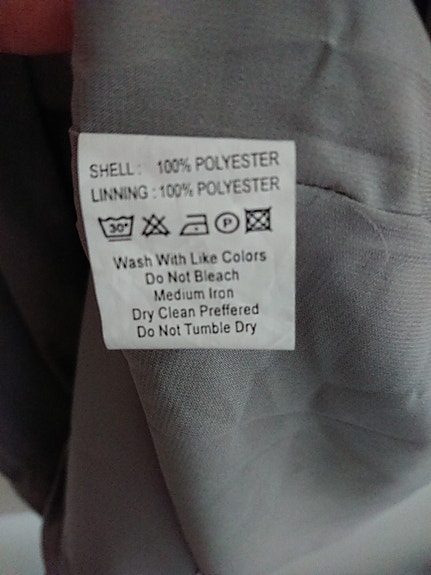 SHELL : 100% POLYESTER
LINNING : 100% POLYESTER
30° P
Wash With Like Colors
Do Not Bleach
Medium Iron
Dry Clean Preffered
Do Not Tumble Dry